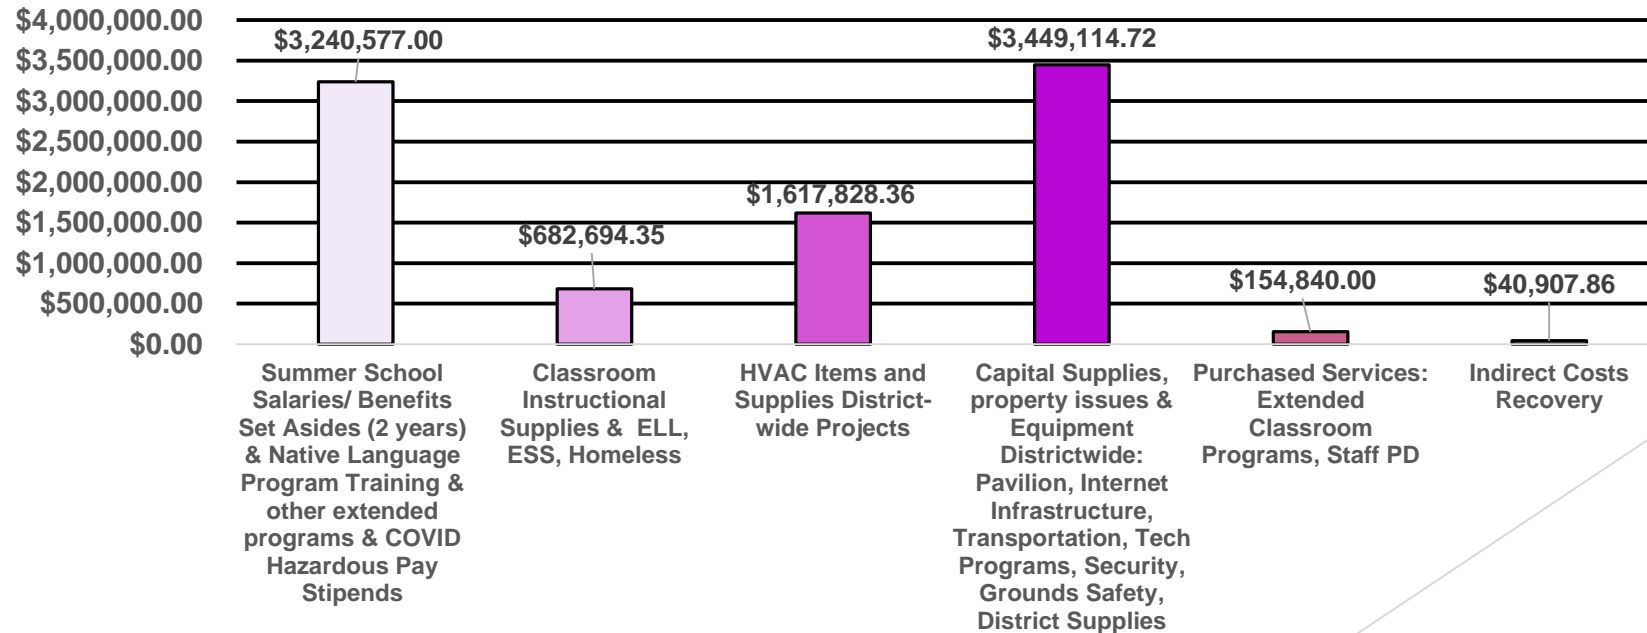 $4,000,000.00
$3,500,000.00
$3,000,000.00
$2,500,000.00
$2,000,000.00
$1,500,000.00
$1,000,000.00
$500,000.00
$0.00
$3,240,577.00
$682,694.35
$1,617,828.36
$3,449,114.72
$154,840.00
$40,907.86
Summer School
Salaries/ Benefits
Set Asides (2 years)
& Native Language
Program Training &
other extended
programs & COVID
Hazardous Pay
Stipends
Classroom
Instructional
Supplies & ELL,
ESS, Homeless
HVAC Items and
Supplies District-
wide Projects
Capital Supplies,
property issues &
Equipment
Districtwide:
Pavilion, Internet
Infrastructure,
Transportation, Tech
Programs, Security,
Grounds Safety,
District Supplies
Purchased Services:
Extended
Classroom
Programs, Staff PD
Indirect Costs
Recovery